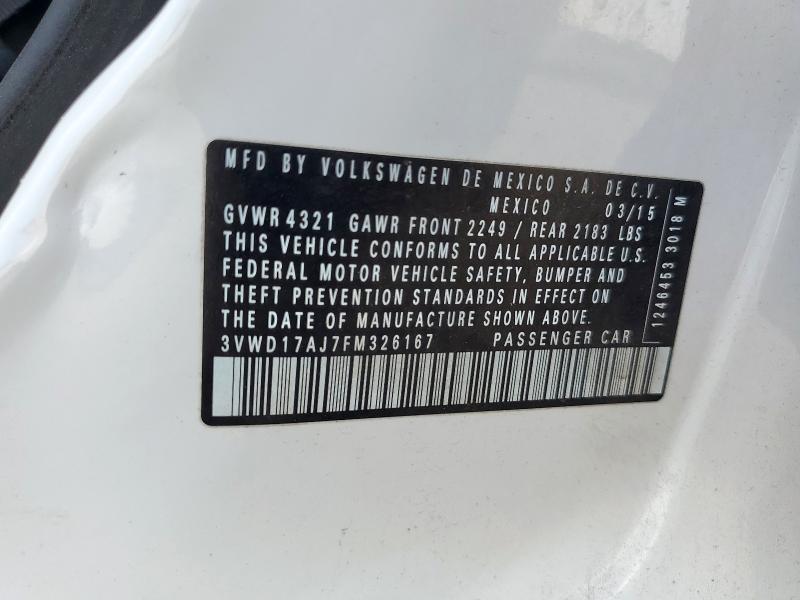 MFD BY VOLKSWAGEN DE MEXICO S.A. DE C.V.
MEXICO 03/15
GVWR 4321 GAWR FRONT 2249 / REAR 2183 LBS
THIS VEHICLE CONFORMS TO ALL APPLICABLE U.S.
FEDERAL MOTOR VEHICLE SAFETY, BUMPER AND
THEFT PREVENTION STANDARDS IN EFFECT ON
THE DATE OF MANUFACTURE SHOWN ABOVE.
3VWD17AJ7FM326167 PASSENGER CAR
1246453 3018 M